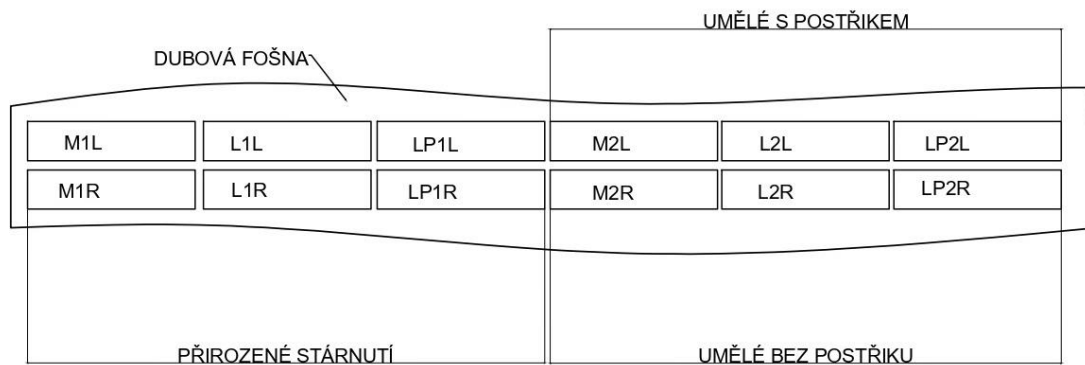 UMĚLÉ S POSTŘIKEM
DUBOVÁ FOŠNA
M1L L1L LP1L M2L L2L LP2L
M1R L1R LP1R M2R L2R LP2R
PŘIROZENÉ STÁRNUTÍ UMĚLÉ BEZ POSTŘIKU